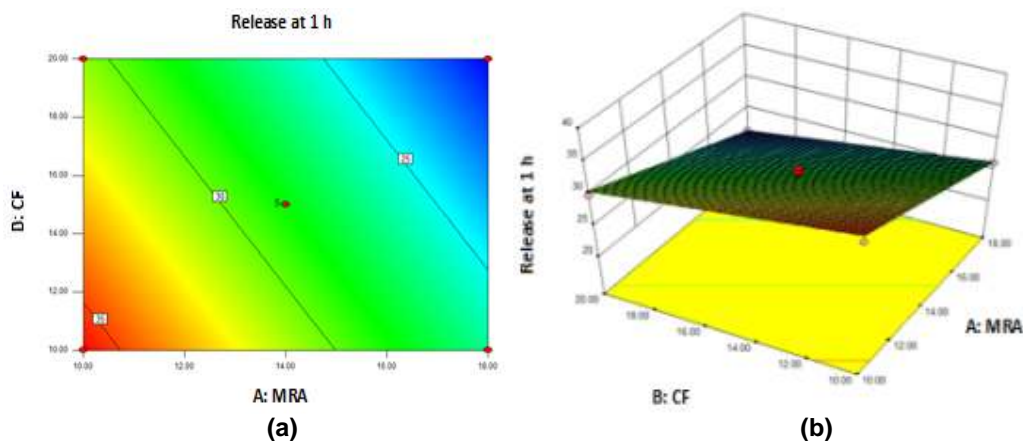 Release at 1 h
20.00
18.00
16.00
14.00
12.00
10.00
D: CF
25
30
5
35
10.00 12.00 14.00 16.00 18.00
A: MRA
(a)
40
35
30
25
Release at 1 h
20.00 18.00 16.00 14.00 12.00 10.00
B: CF
10.00 12.00 14.00 16.00 18.00
A: MRA
(b)